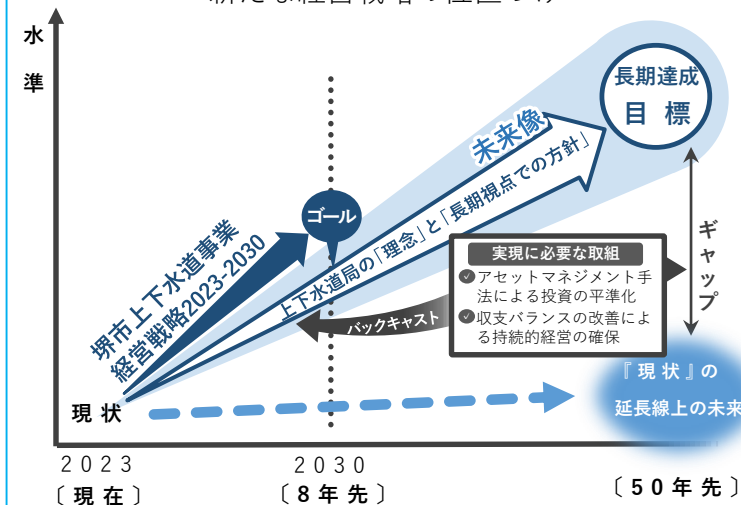 水準
長期達成
目標
未来像
ゴール
上下水道局の「理念」と「長期視点での方針」
堺市上下水道事業
経営戦略2023-2030
ギャップ
実現に必要な取組
アセットマネジメント手
法による投資の平準化
収支バランスの改善によ
る持続的経営の確保
バックキャスト
『現状』の
延長線上の未来
現状
2023
〔現在〕
2030
〔8年先〕
〔50年先〕